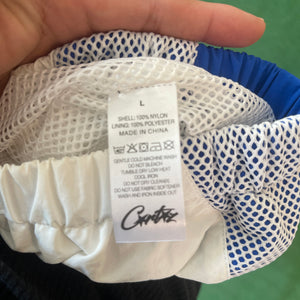 L
SHELL: 100% NYLON
LINING: 100% POLYESTER
MADE IN CHINA
GENTLE COLD MACHINE WASH
DO NOT BLEACH
TUMBLE DRY LOW HEAT
COOL IRON
DO NOT DRY CLEAN
DO NOT USE FABRIC SOFTENER
WASH AND IRON INSIDE OUT